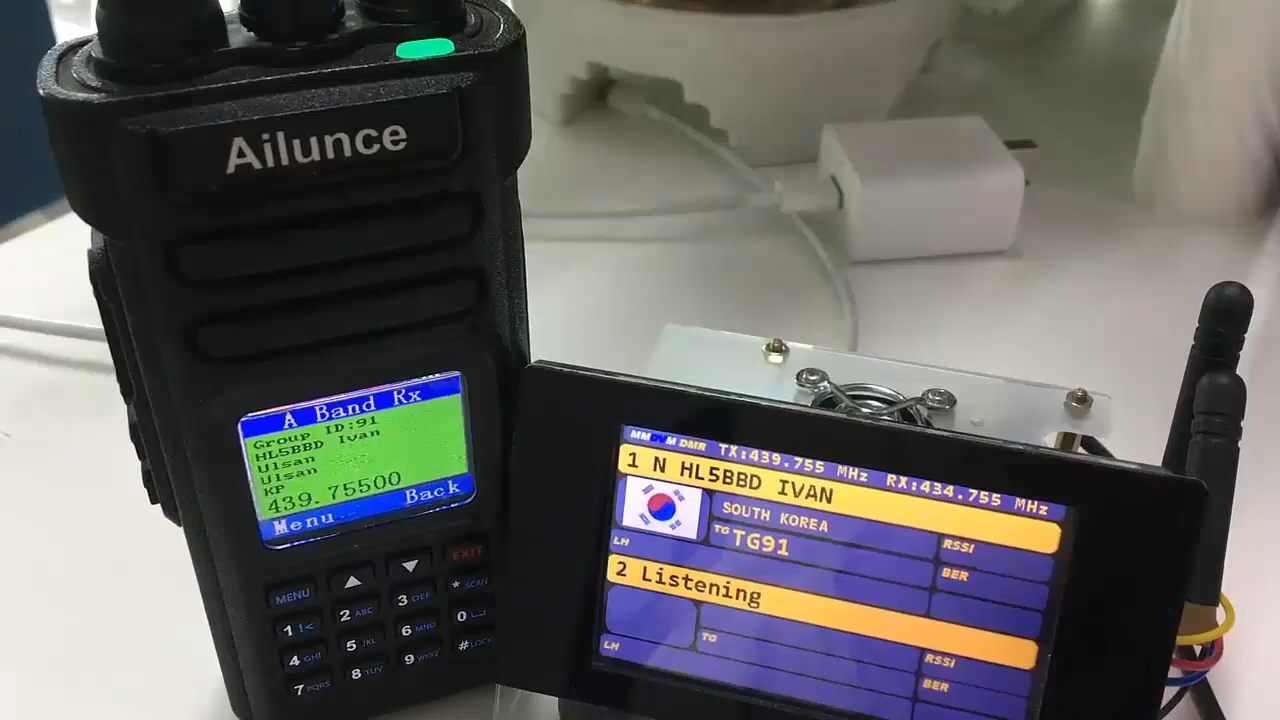 Ailunce
A Band Rx
Group ID:91
HL5BBD Ivan
Ulsan
Ulsan
KP
439.75500
Menu Back
MENU ▲ ▼ EXIT
1 2 ABC 3 DEF * SCAN
4 GHI 5 JKL 6 MNO 0
7 PQRS 8 TUV 9 WXYZ # LOCK
MMDVM DMR TX:439.755 MHz RX:434.755 MHz
1 N HL5BBD IVAN
SOUTH KOREA
TG TG91
LH
RSSI
BER
2 Listening
TG
LH
RSSI
BER